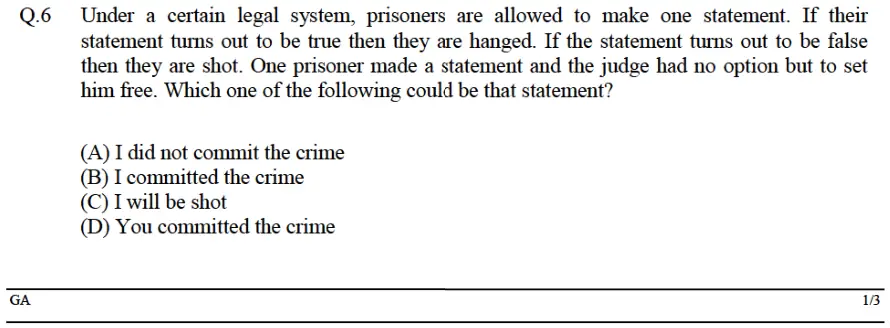 Q.6 Under a certain legal system, prisoners are allowed to make one statement. If their
statement turns out to be true then they are hanged. If the statement turns out to be false
then they are shot. One prisoner made a statement and the judge had no option but to set
him free. Which one of the following could be that statement?
(A) I did not commit the crime
(B) I committed the crime
(C) I will be shot
(D) You committed the crime
GA 1/3